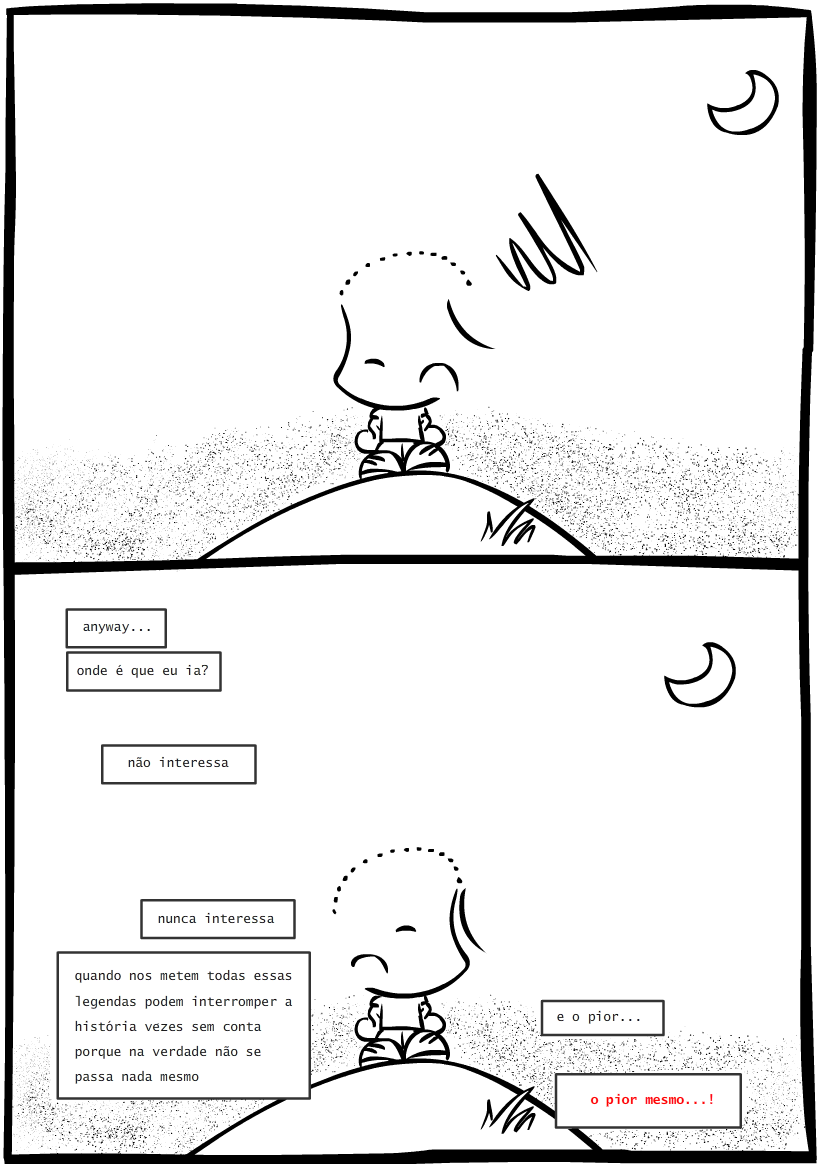 anyway...
onde é que eu ia?
não interessa
nunca interessa
quando nos metem todas essas
legendas podem interromper a
história vezes sem conta
porque na verdade não se
passa nada mesmo
e o pior...
o pior mesmo...!